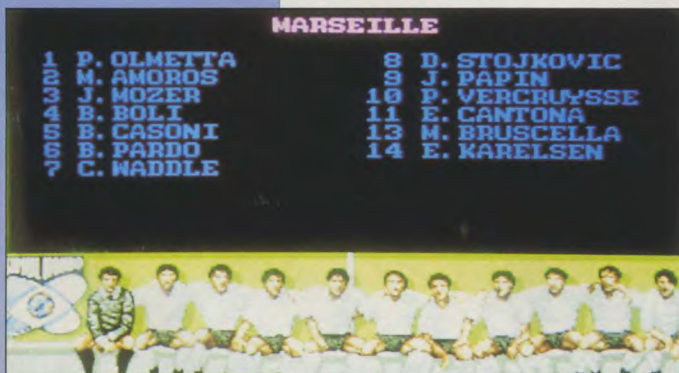 MARSEILLE
1 P. OLMETTA
2 M. AMOROS
3 J. MOZER
4 B. BOLI
5 B. CASONI
6 B. PARDO
7 C. WADDLE
8 D. STOJKOVIC
9 J. PAPIN
10 P. VERCRUYSSE
11 E. CANTONA
13 M. BRUSCELLA
14 E. KARELSEN